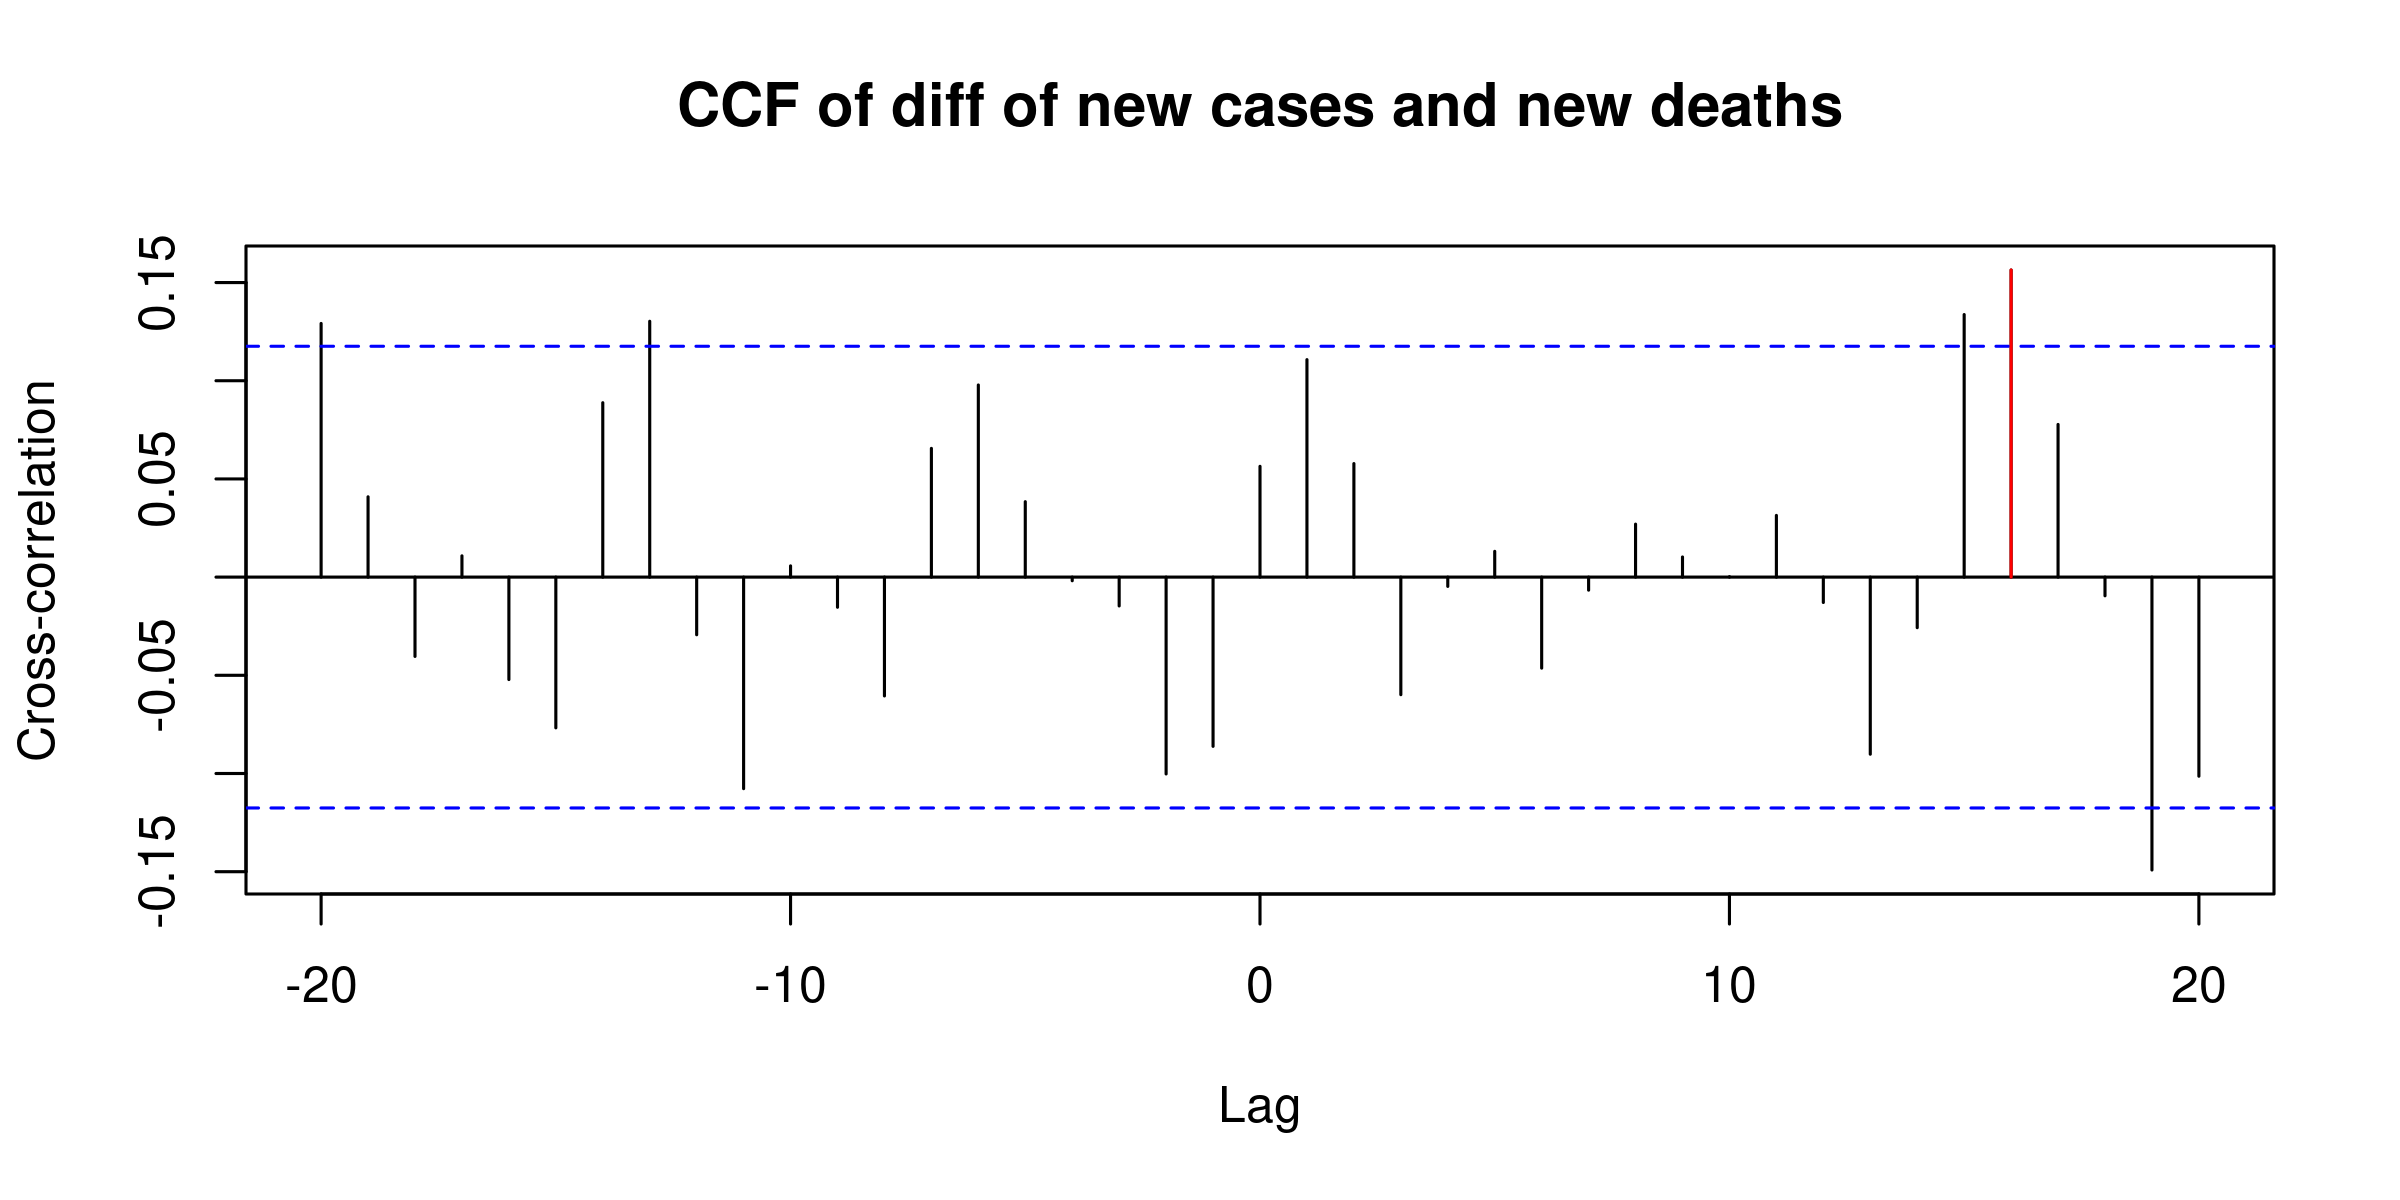 CCF of diff of new cases and new deaths
Cross-correlation
0.15
0.05
-0.05
-0.15
-20 -10 0 10 20
Lag